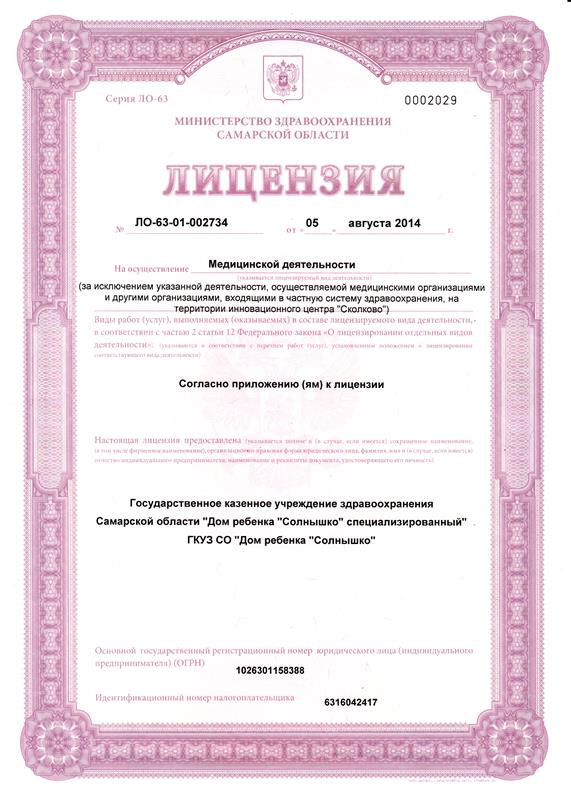 Серия ЛО-63
0002029
МИНИСТЕРСТВО ЗДРАВООХРАНЕНИЯ
САМАРСКОЙ ОБЛАСТИ
ЛИЦЕНЗИЯ
№ ЛО-63-01-002734 от « 05 » августа 2014 г.
На осуществление Медицинской деятельности
(указывается лицензируемый вид деятельности)
(за исключением указанной деятельности, осуществляемой медицинскими организациями
и другими организациями, входящими в частную систему здравоохранения, на
территории инновационного центра "Сколково")
Виды работ (услуг), выполняемых (оказываемых) в составе лицензируемого вида деятельности,
в соответствии с частью 2 статьи 12 Федерального закона «О лицензировании отдельных видов
деятельности»: (указываются в соответствии с перечнем работ (услуг), установленным положением о лицензировании
соответствующего вида деятельности)
Согласно приложению (ям) к лицензии
Настоящая лицензия предоставлена (указывается полное и (в случае, если имеется) сокращенное наименование,
(в том числе фирменное наименование), организационно-правовая форма юридического лица, фамилия, имя и (в случае, если имеется)
отчество индивидуального предпринимателя, наименование и реквизиты документа, удостоверяющего его личность)
Государственное казенное учреждение здравоохранения
Самарской области "Дом ребенка "Солнышко" специализированный"
ГКУЗ СО "Дом ребенка "Солнышко"
Основной государственный регистрационный номер юридического лица (индивидуального
предпринимателя) (ОГРН)
1026301158388
Идентификационный номер налогоплательщика
6316042417